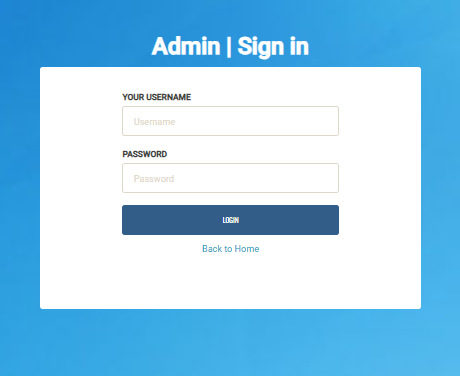 Admin | Sign in
YOUR USERNAME
Username
PASSWORD
Password
LOGIN
Back to Home